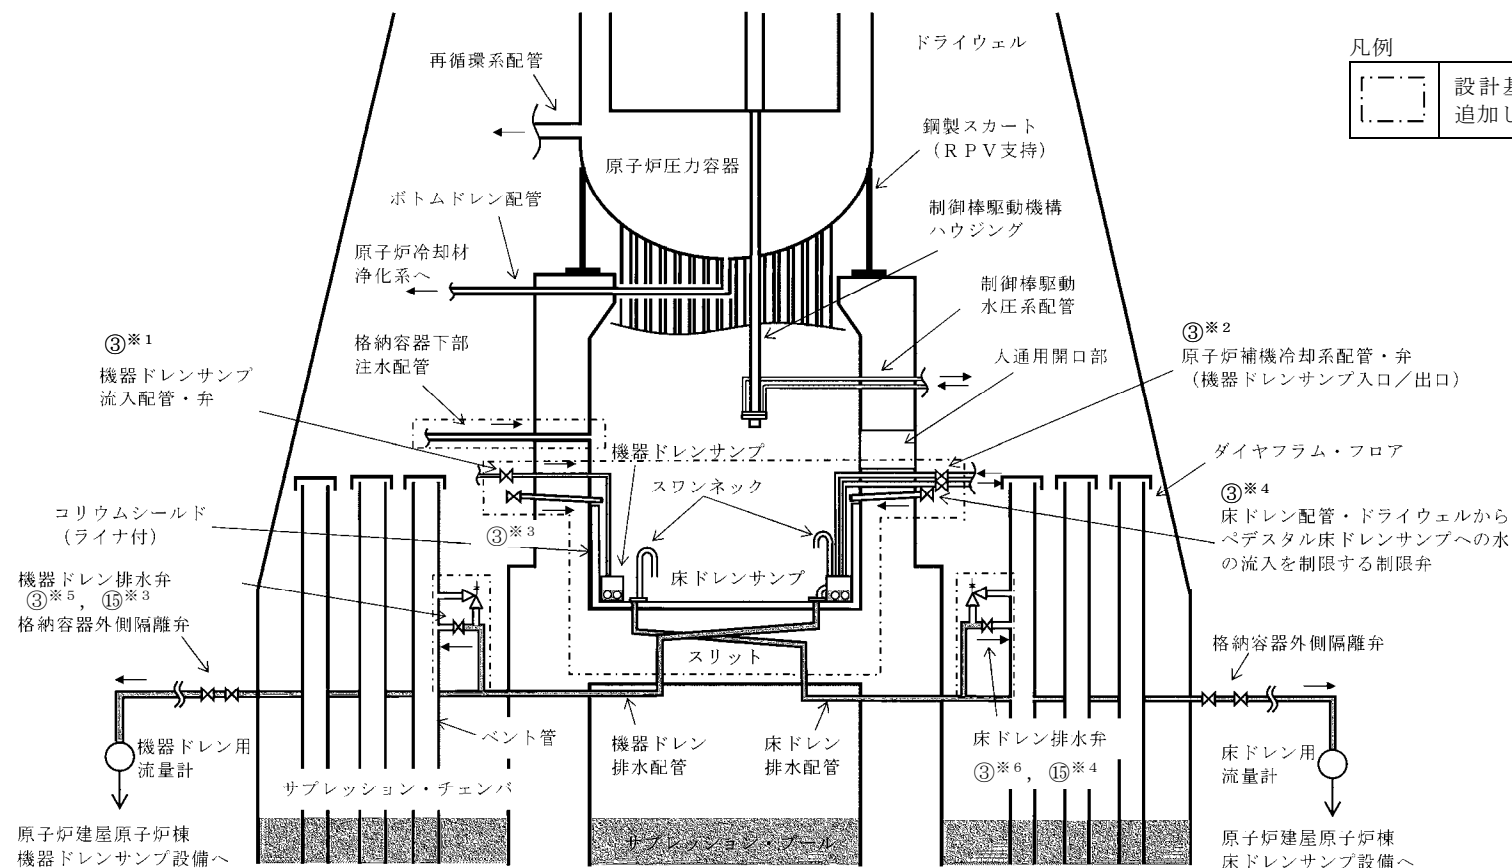 ドライウェル
凡例
設計基
追加し
再循環系配管
鋼製スカート
(RPV支持)
原子炉圧力容器
ボトムドレン配管
制御棒駆動機構
ハウジング
原子炉冷却材
浄化系へ
制御棒駆動
水圧系配管
③※1
機器ドレンサンプ
流入配管・弁
格納容器下部
注水配管
人通用開口部
③※2
原子炉補機冷却系配管・弁
(機器ドレンサンプ入口/出口)
機器ドレンサンプ
ダイヤフラム・フロア
スワンネック
③※4
床ドレン配管・ドライウェルから
ペデスタル床ドレンサンプへの水
の流入を制限する制限弁
コリウムシールド
(ライナ付)
③※3
床ドレンサンプ
機器ドレン排水弁
③※5, ⑮※3
格納容器外側隔離弁
スリット
格納容器外側隔離弁
ベント管
機器ドレン
排水配管
床ドレン
排水配管
床ドレン排水弁
③※6, ⑮※4
機器ドレン用
流量計
床ドレン用
流量計
サプレッション・チェンバ
サプレッション・プール
原子炉建屋原子炉棟
機器ドレンサンプ設備へ
原子炉建屋原子炉棟
床ドレンサンプ設備へ